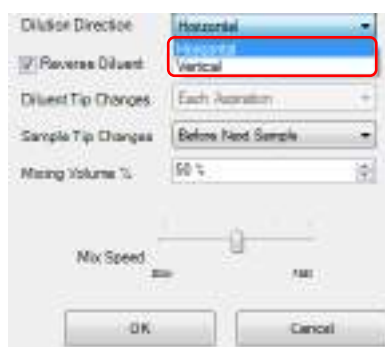 Dilution Direction Horizontal
Horizontal
Reverse Diluent Vertical
Diluent Tip Changes Each Aspiration
Sample Tip Changes Before Next Sample
Mixing Volume % 50 %
Mix Speed
OK Cancel